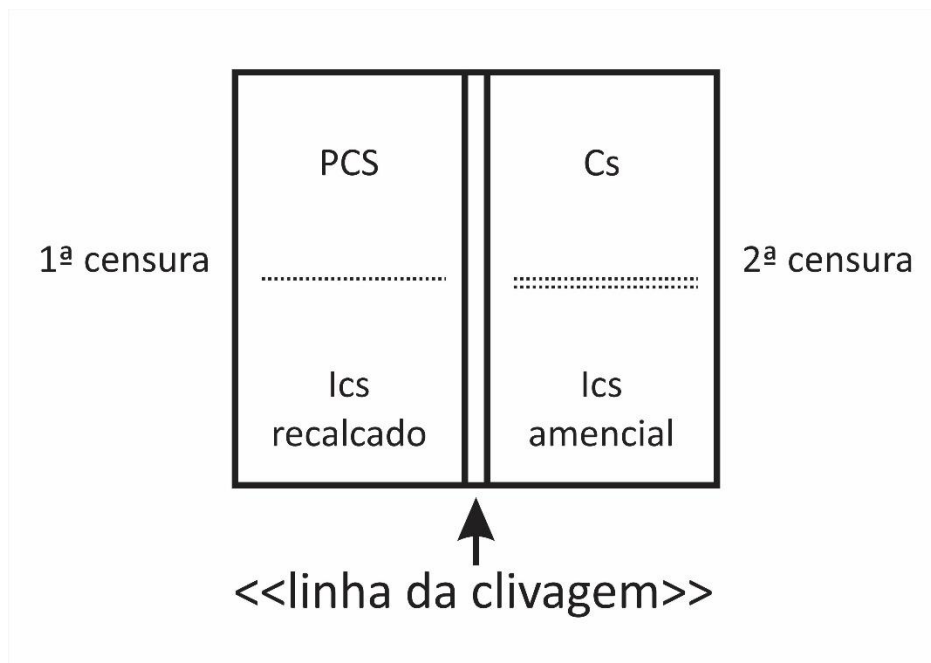 PCS
Cs
1ª censura
2ª censura
Ics
recalcado
Ics
amencial
<<linha da clivagem>>